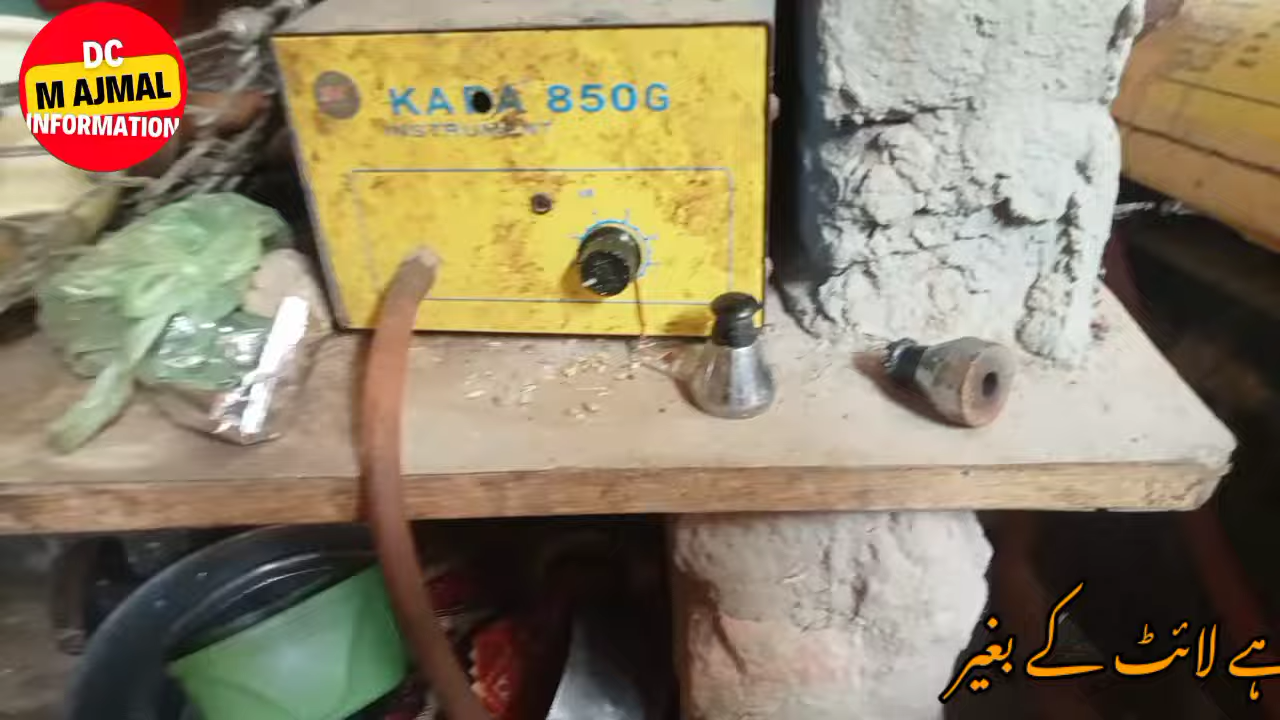 DC
M AJMAL
INFORMATION
KADA 850G
INSTRUMENT
ہے لائٹ کے بغیر